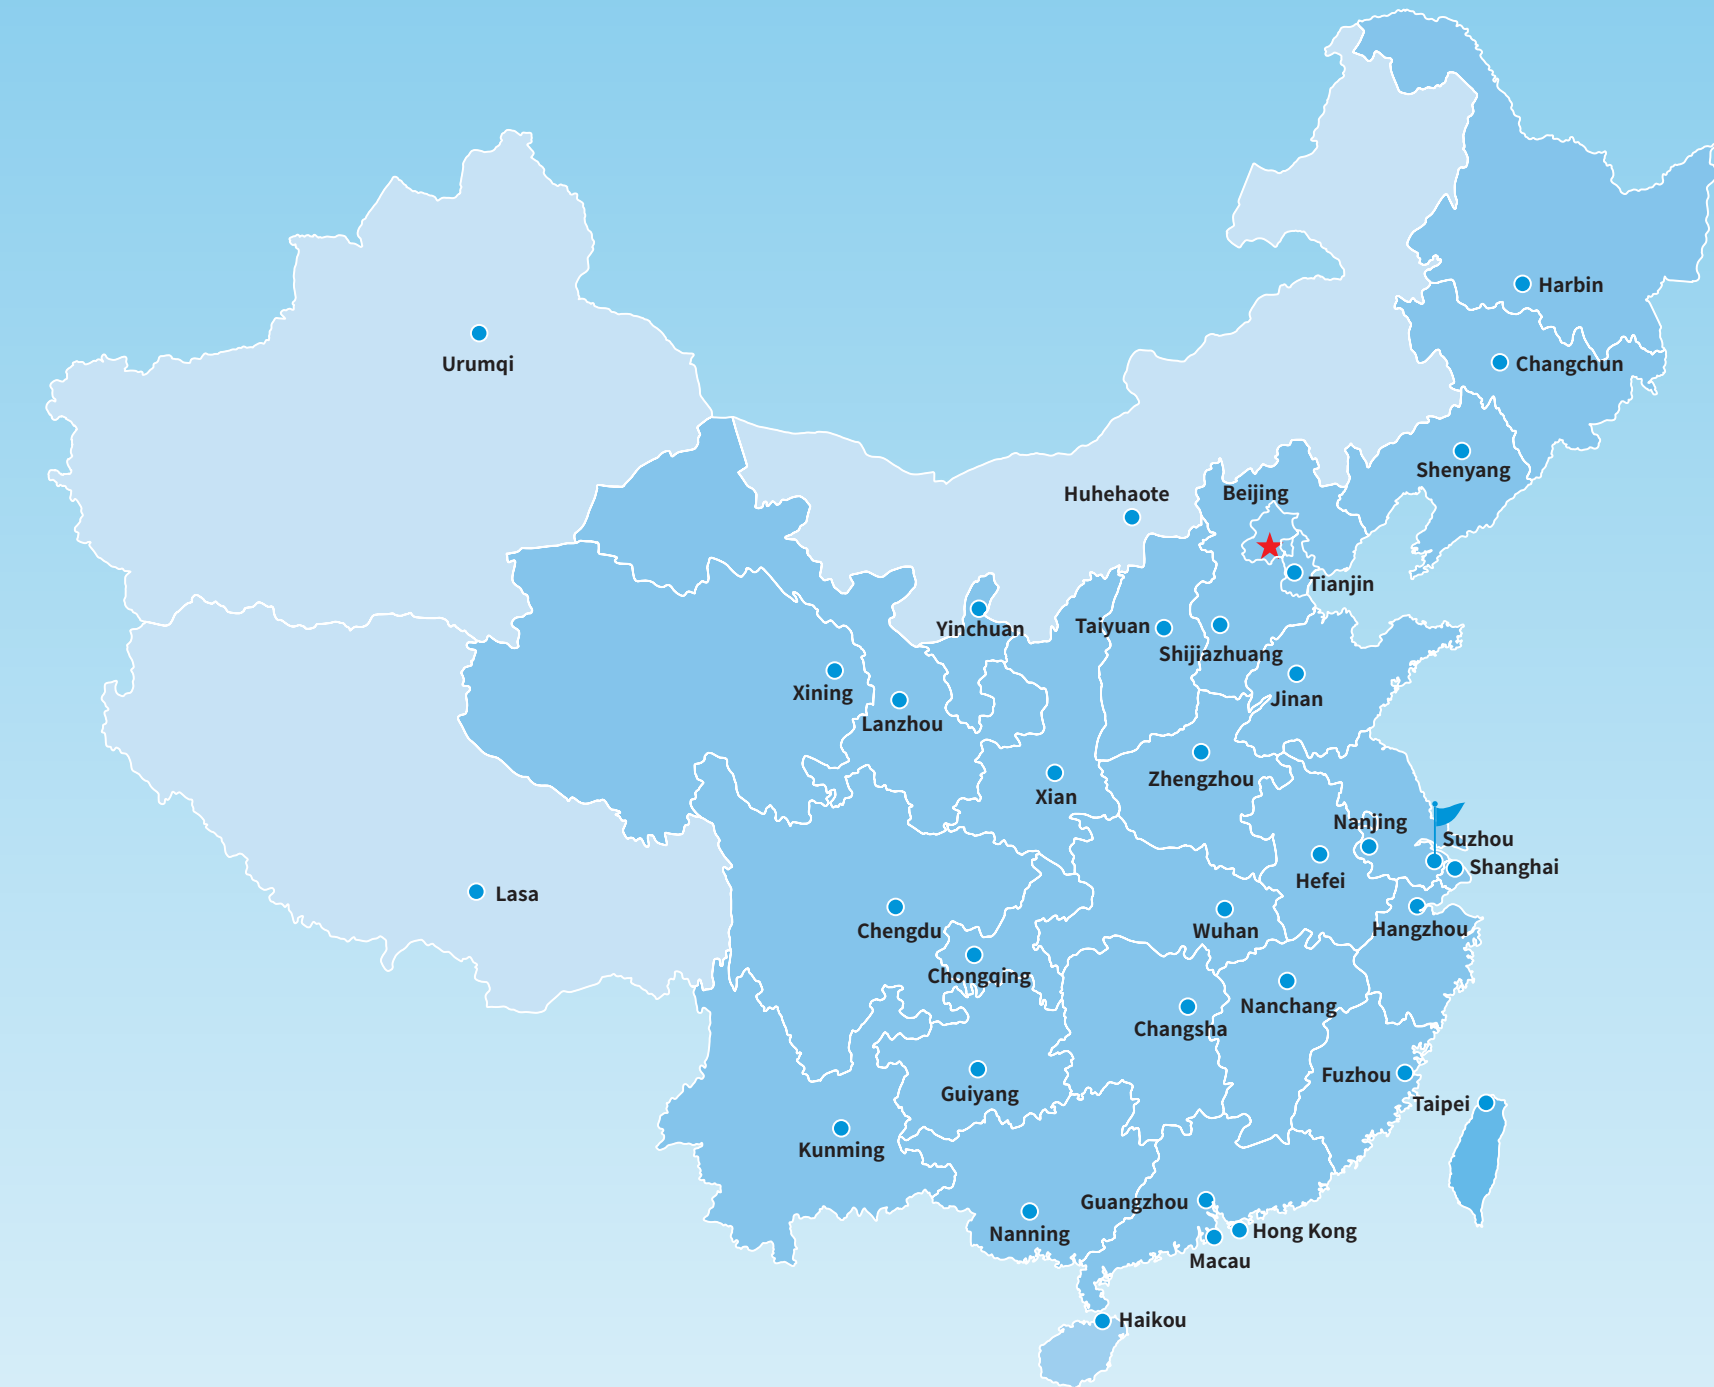 Harbin
Urumqi
Changchun
Shenyang
Huhehaote
Beijing
Tianjin
Yinchuan
Taiyuan
Shijiazhuang
Xining
Jinan
Lanzhou
Zhengzhou
Xian
Nanjing
Suzhou
Shanghai
Hefei
Lasa
Chengdu
Wuhan
Hangzhou
Chongqing
Nanchang
Changsha
Fuzhou
Guiyang
Taipei
Kunming
Guangzhou
Nanning
Hong Kong
Macau
Haikou